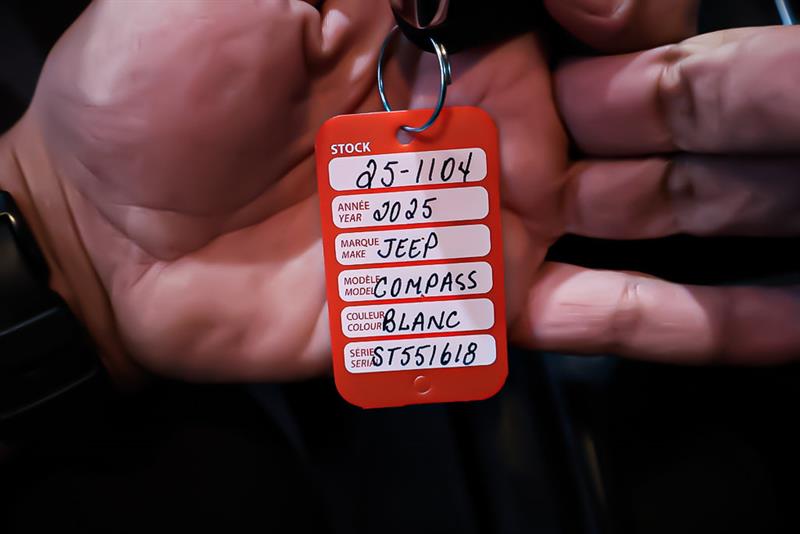 STOCK
25-1104
ANNÉE
YEAR 2025
MARQUE
MAKE JEEP
MODÈLE
MODEL COMPASS
COULEUR
COLOUR BLANC
SÉRIE
SERIAL ST551618